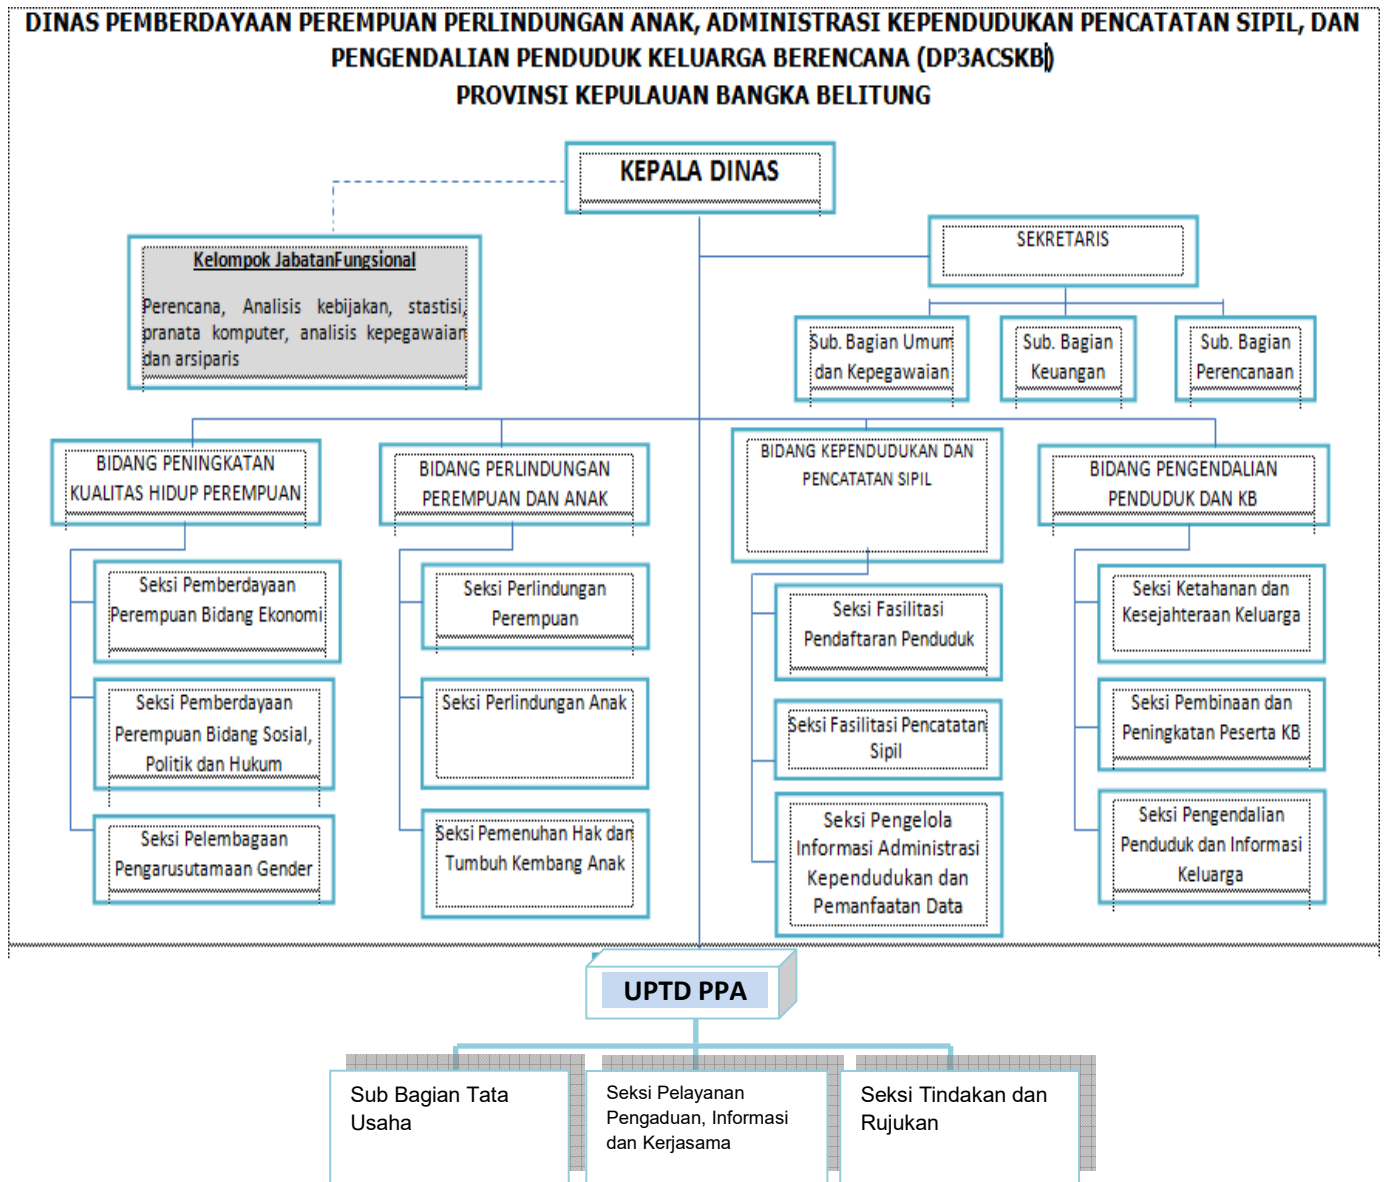 DINAS PEMBERDAYAAN PEREMPUAN PERLINDUNGAN ANAK, ADMINISTRASI KEPENDUDUKAN PENCATATAN SIPIL, DAN
PENGENDALIAN PENDUDUK KELUARGA BERENCANA (DP3ACSKB)
PROVINSI KEPULAUAN BANGKA BELITUNG
KEPALA DINAS
SEKRETARIS
Kelompok JabatanFungsional
Perencana, Analisis kebijakan, stastisi,
pranata komputer, analisis kepegawaian
dan arsiparis
Sub. Bagian Umum
dan Kepegawaian
Sub. Bagian
Keuangan
Sub. Bagian
Perencanaan
BIDANG PENINGKATAN
KUALITAS HIDUP PEREMPUAN
BIDANG PERLINDUNGAN
PEREMPUAN DAN ANAK
BIDANG KEPENDUDUKAN DAN
PENCATATAN SIPIL
BIDANG PENGENDALIAN
PENDUDUK DAN KB
Seksi Pemberdayaan
Perempuan Bidang Ekonomi
Seksi Perlindungan
Perempuan
Seksi Fasilitasi
Pendaftaran Penduduk
Seksi Ketahanan dan
Kesejahteraan Keluarga
Seksi Pemberdayaan
Perempuan Bidang Sosial,
Politik dan Hukum
Seksi Perlindungan Anak
Seksi Fasilitasi Pencatatan
Sipil
Seksi Pembinaan dan
Peningkatan Peserta KB
Seksi Pelembagaan
Pengarusutamaan Gender
Seksi Pemenuhan Hak dan
Tumbuh Kembang Anak
Seksi Pengelola
Informasi Administrasi
Kependudukan dan
Pemanfaatan Data
Seksi Pengendalian
Penduduk dan Informasi
Keluarga
UPTD PPA
Sub Bagian Tata
Usaha
Seksi Pelayanan
Pengaduan, Informasi
dan Kerjasama
Seksi Tindakan dan
Rujukan